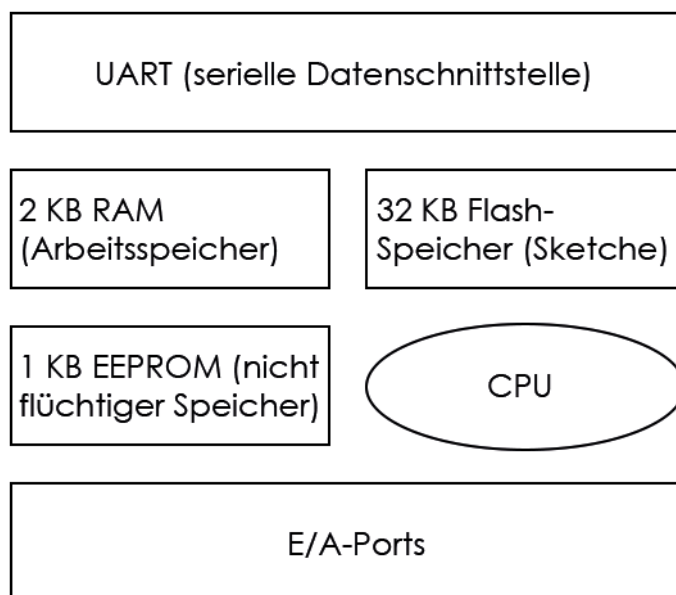 UART (serielle Datenschnittstelle)
2 KB RAM
(Arbeitsspeicher)
32 KB Flash-
Speicher (Sketche)
1 KB EEPROM (nicht
flüchtiger Speicher)
CPU
E/A-Ports